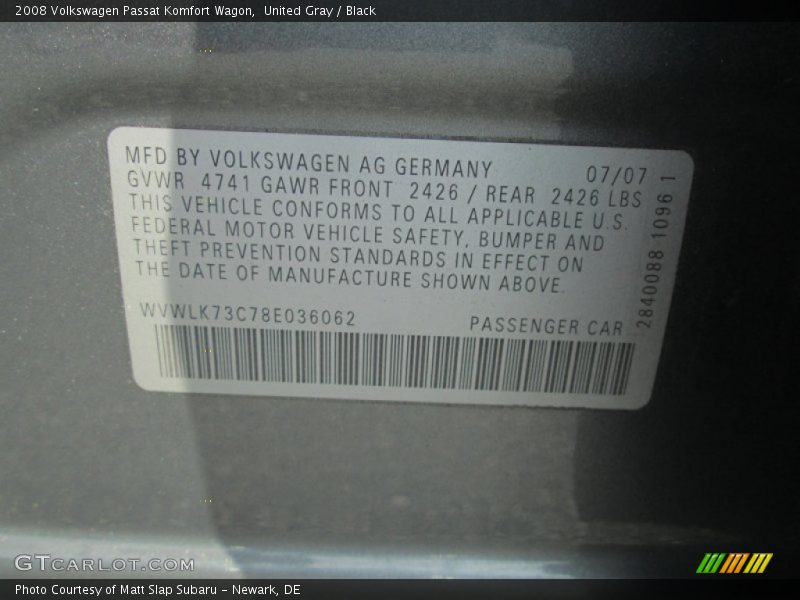 2008 Volkswagen Passat Komfort Wagon, United Gray / Black
MFD BY VOLKSWAGEN AG GERMANY 07/07
GVWR 4741 GAWR FRONT 2426 / REAR 2426 LBS
THIS VEHICLE CONFORMS TO ALL APPLICABLE U.S.
FEDERAL MOTOR VEHICLE SAFETY, BUMPER AND
THEFT PREVENTION STANDARDS IN EFFECT ON
THE DATE OF MANUFACTURE SHOWN ABOVE.
WVWLK73C78E036062 PASSENGER CAR
2840088 1096 1
GTCARLOT.COM
Photo Courtesy of Matt Slap Subaru - Newark, DE